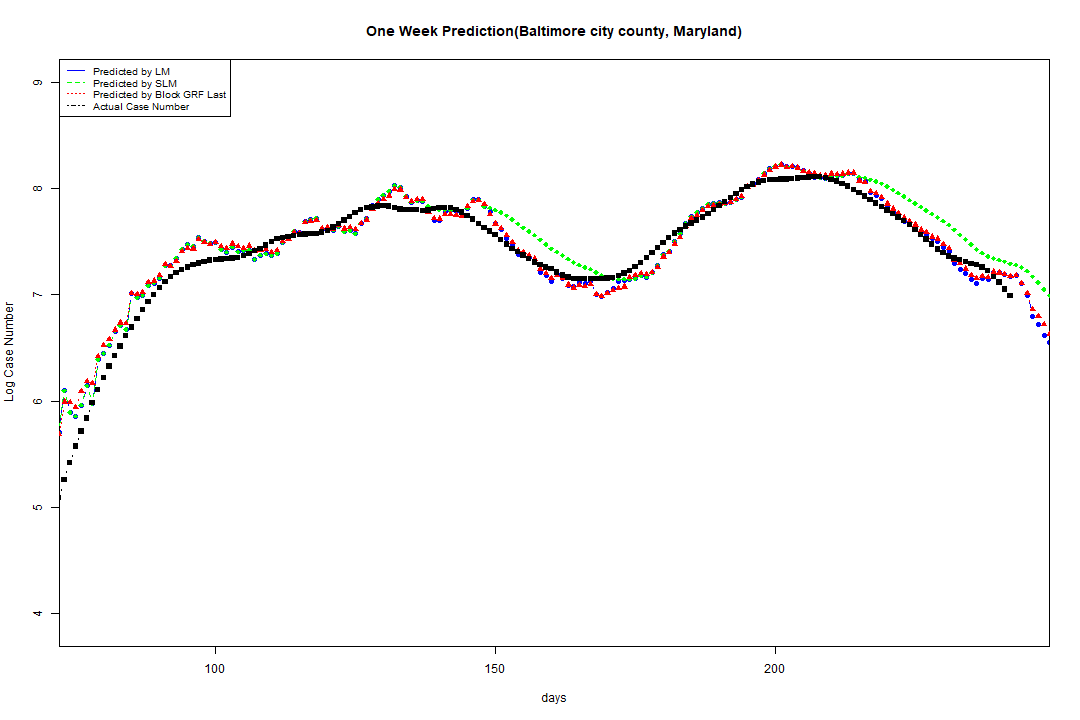 One Week Prediction(Baltimore city county, Maryland)
Predicted by LM
Predicted by SLM
Predicted by Block GRF Last
Actual Case Number
9
8
7
6
5
4
Log Case Number
100
150
200
days